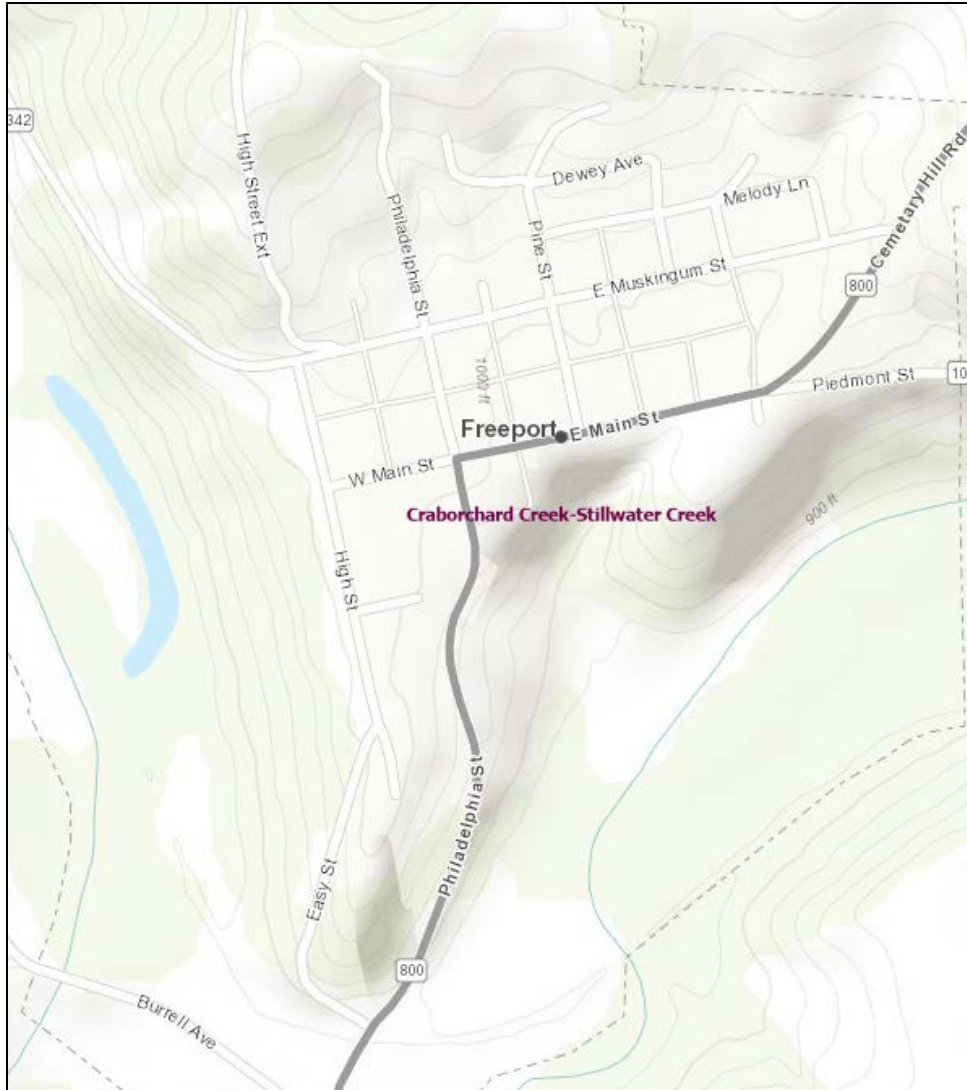 342
High Street Ext
Philadelphia St
Dewey Ave
Melody Ln
Pine St
Cemetary Hill Rd
E Muskingum St
800
1000 ft
Piedmont St
10
Freeport
E Main St
W Main St
Craborchard Creek-Stillwater Creek
900 ft
High St
Philadelphia St
Easy St
800
Burrell Ave